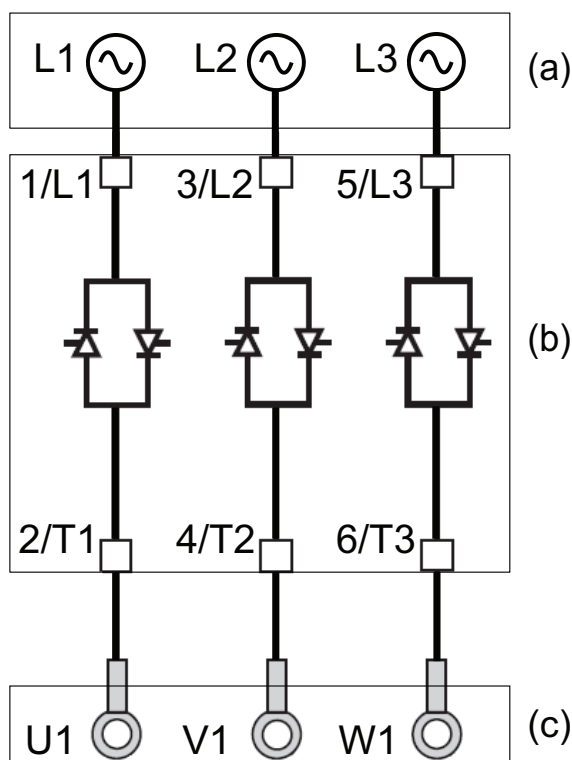 L1 L2 L3 (a)
1/L1 3/L2 5/L3
(b)
2/T1 4/T2 6/T3
U1 V1 W1 (c)